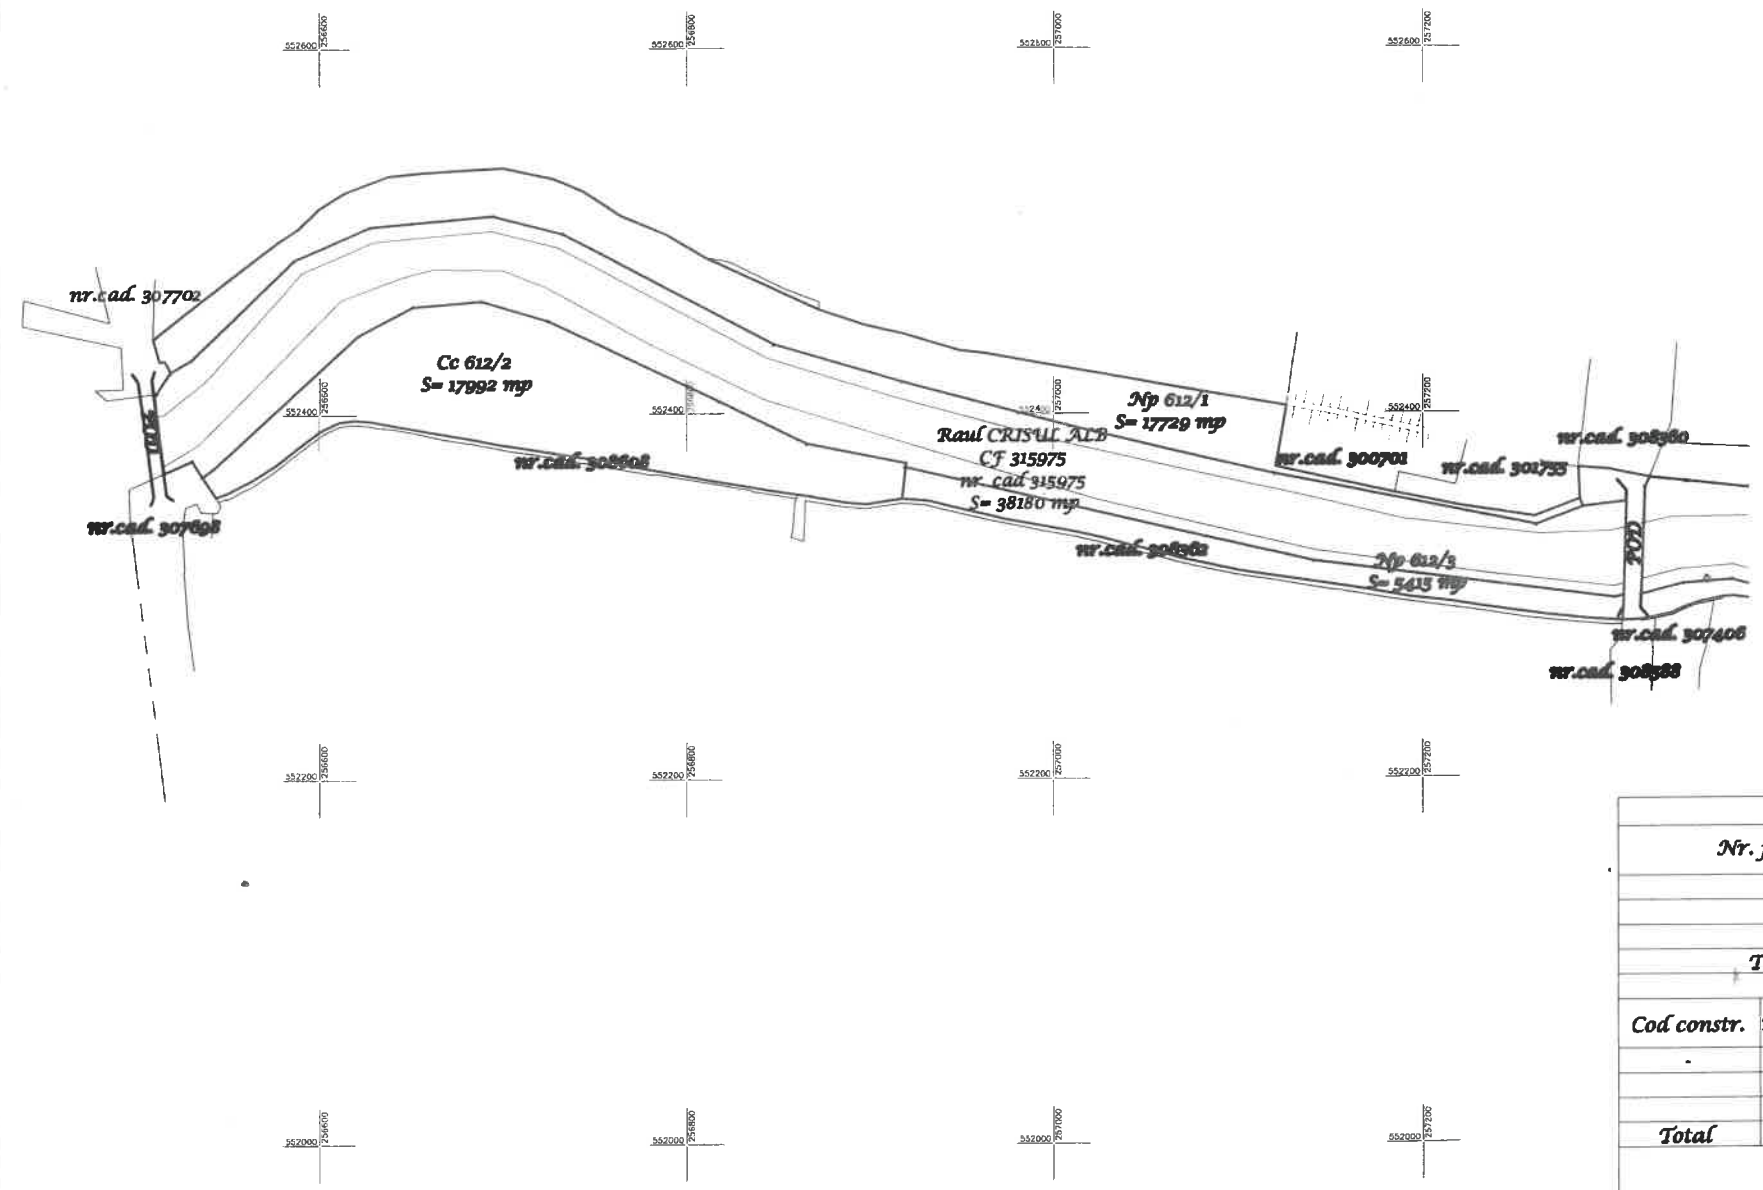 552600 256600
552600 256800
552600 257000
552600 257200
nr.cad. 307702
Cc 612/2
S= 17992 mp
552400 256600
552400
552400 257000
552400 257200
Np 612/1
S= 17729 mp
Raul CRISUL ALB
CF 315975
nr. cad 315975
S= 38180 mp
nr.cad. 308608
nr.cad. 300701
nr.cad. 301755
nr.cad. 308380
POD
nr.cad. 307698
nr.cad. 308362
Np 612/3
S= 5415 mp
POD
nr.cad. 307406
nr.cad. 308588
552200 256600
552200 256800
552200 257000
552200 257200
Nr.
Cod constr.
Total
552000 256600
552000 256800
552000 257000
552000 257200